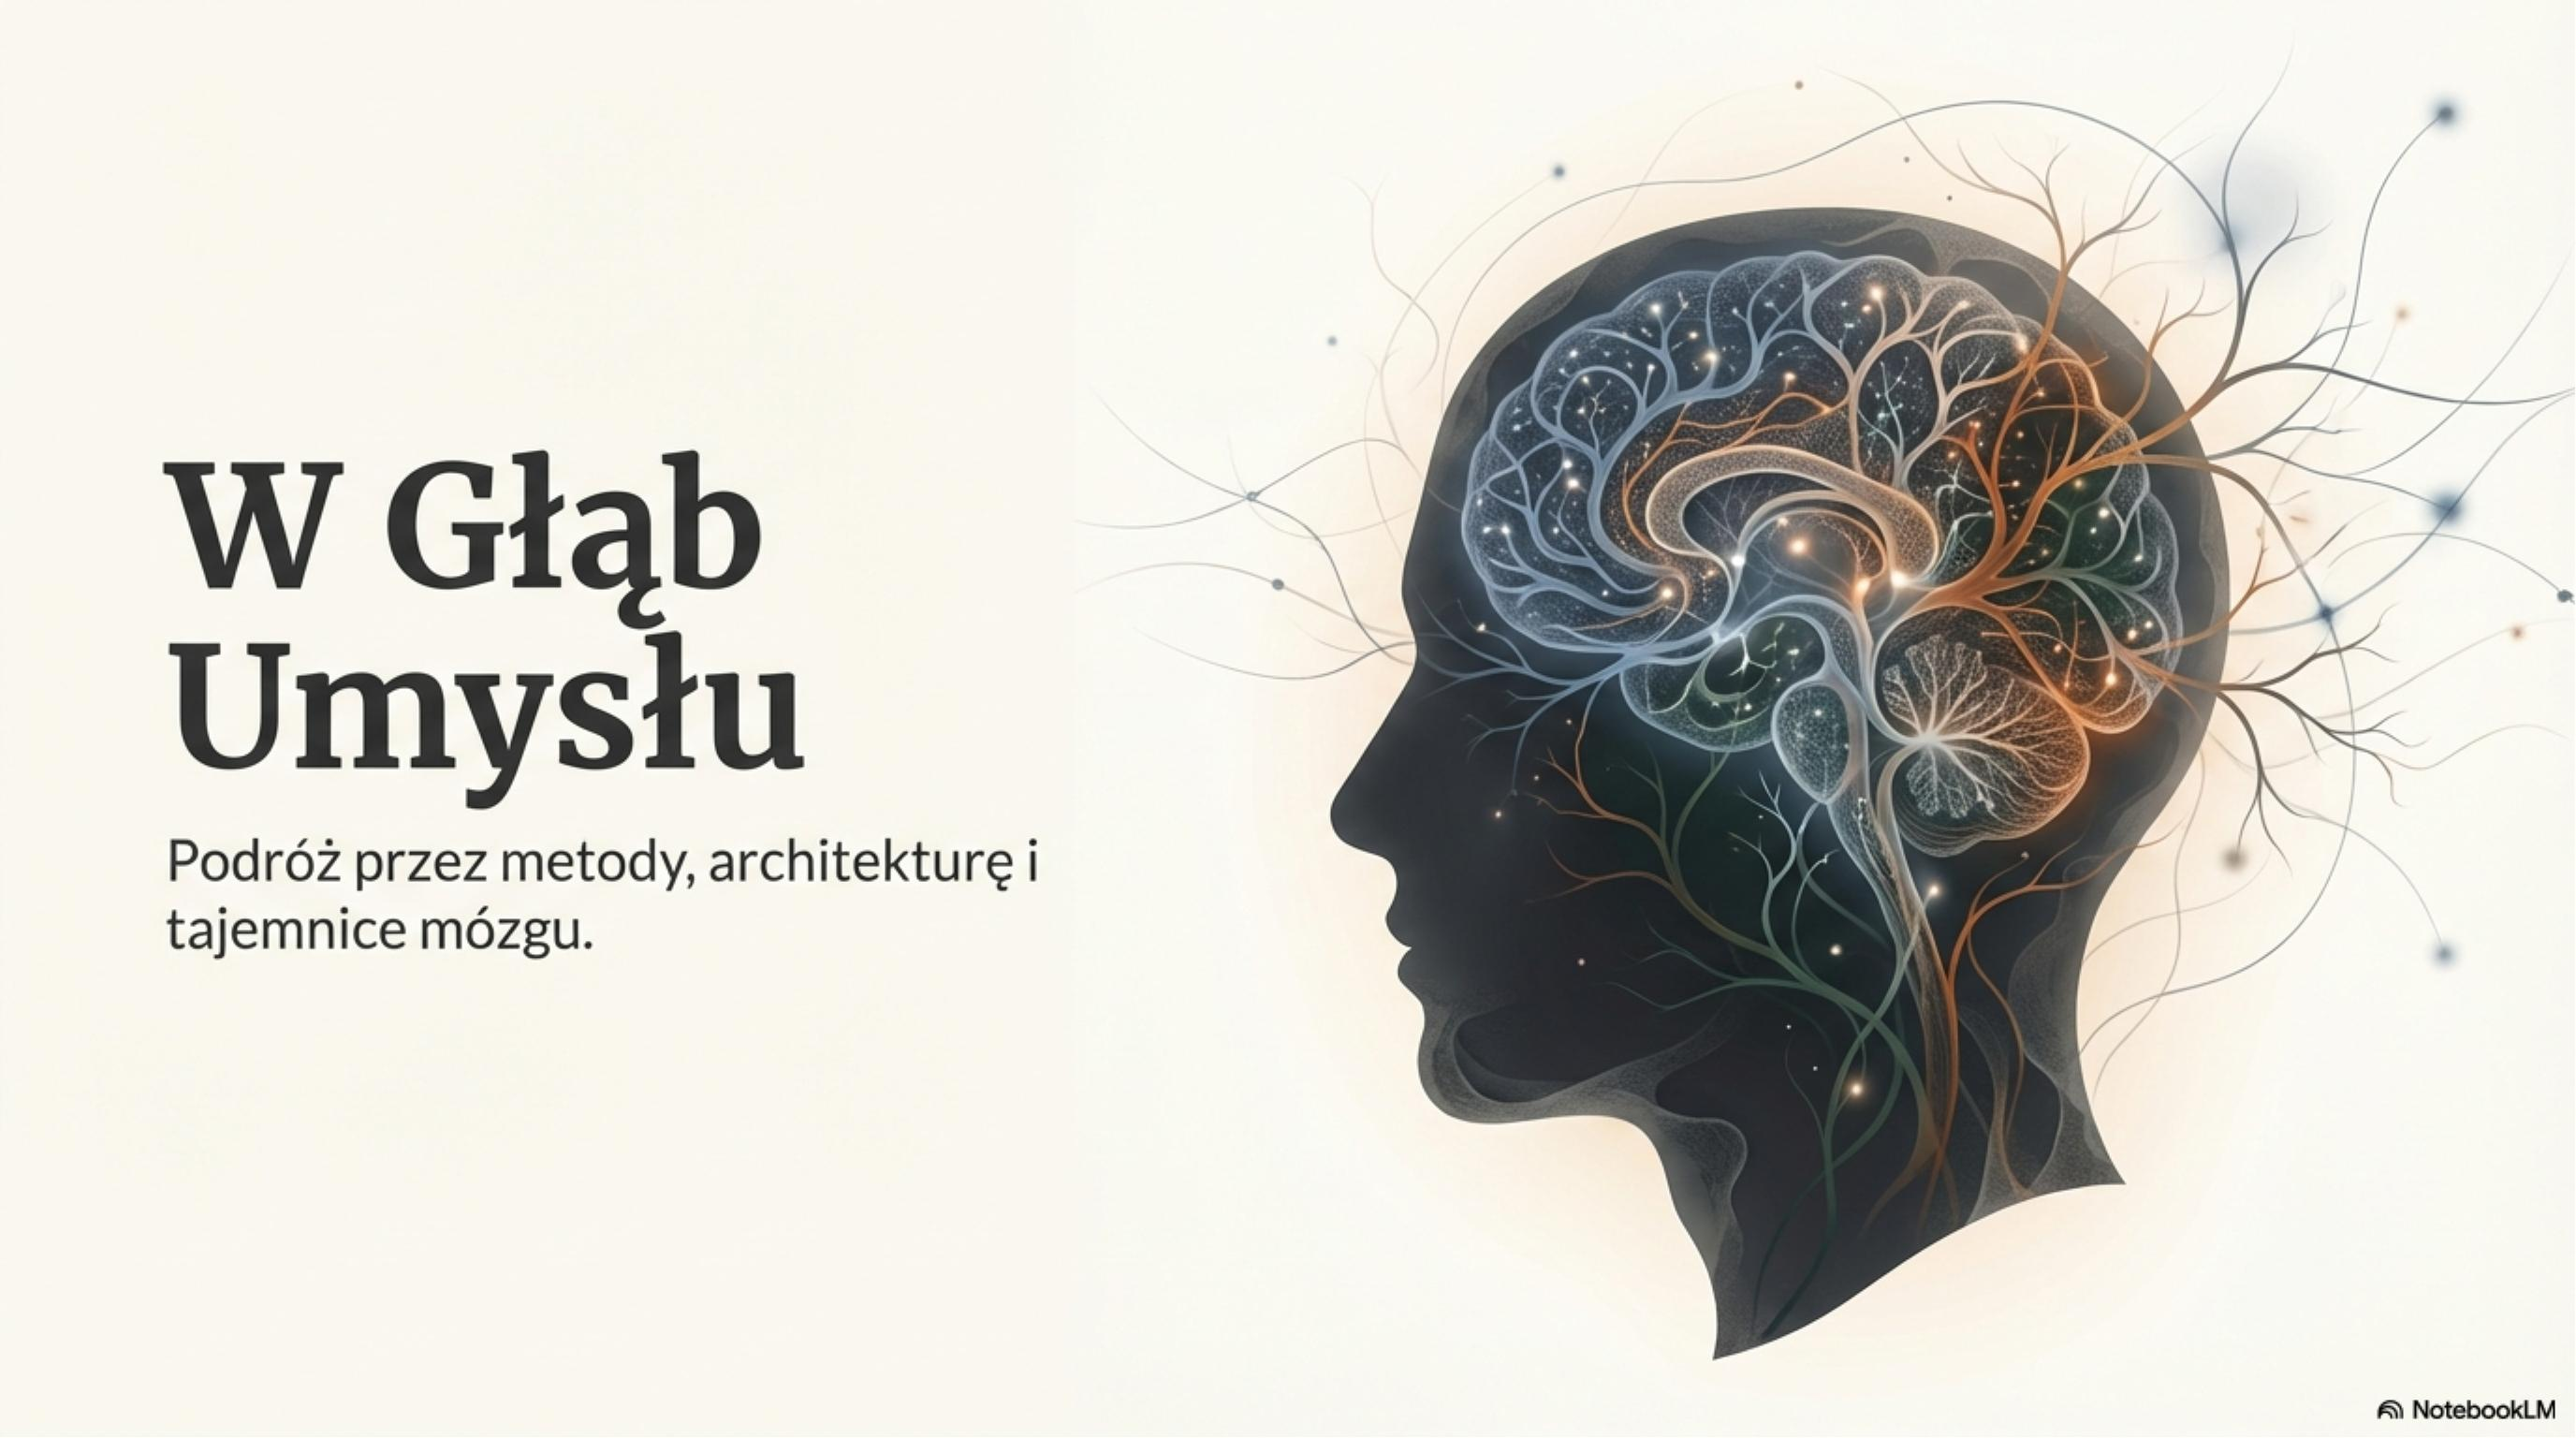 W Głąb
Umysłu
Podróż przez metody, architekturę i
tajemnice mózgu.
NotebookLM